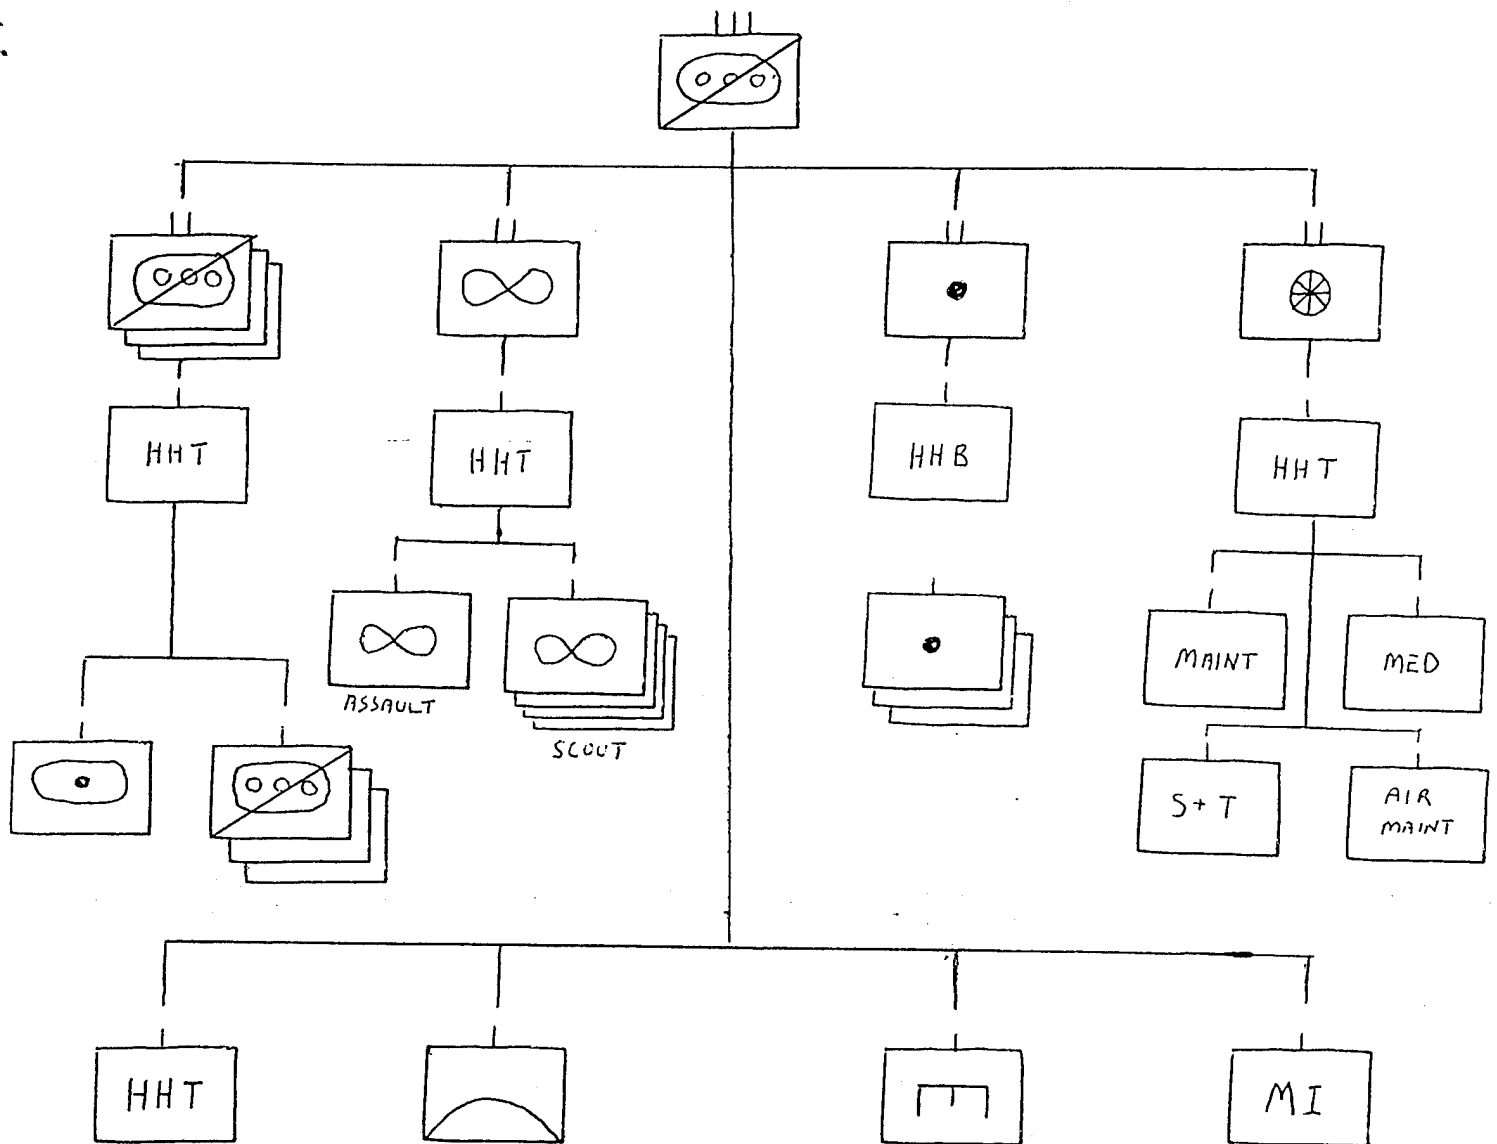 HHT
HHT
HHB
HHT
ASSAULT
SCOUT
MAINT
MED
S+T
AIR
MAINT
HHT
MI